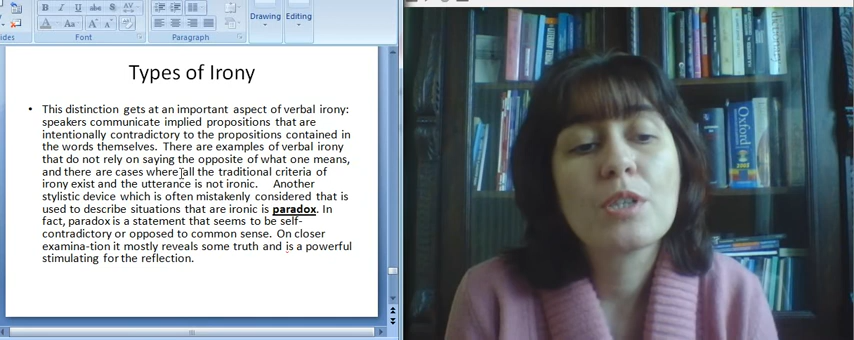 Drawing
Editing
Font
Paragraph
Types of Irony
• This distinction gets at an important aspect of verbal irony:
speakers communicate implied propositions that are
intentionally contradictory to the propositions contained in
the words themselves. There are examples of verbal irony
that do not rely on saying the opposite of what one means,
and there are cases where all the traditional criteria of
irony exist and the utterance is not ironic. Another
stylistic device which is often mistakenly considered that is
used to describe situations that are ironic is paradox. In
fact, paradox is a statement that seems to be self-
contradictory or opposed to common sense. On closer
examina-tion it mostly reveals some truth and is a powerful
stimulating for the reflection.
Oxford